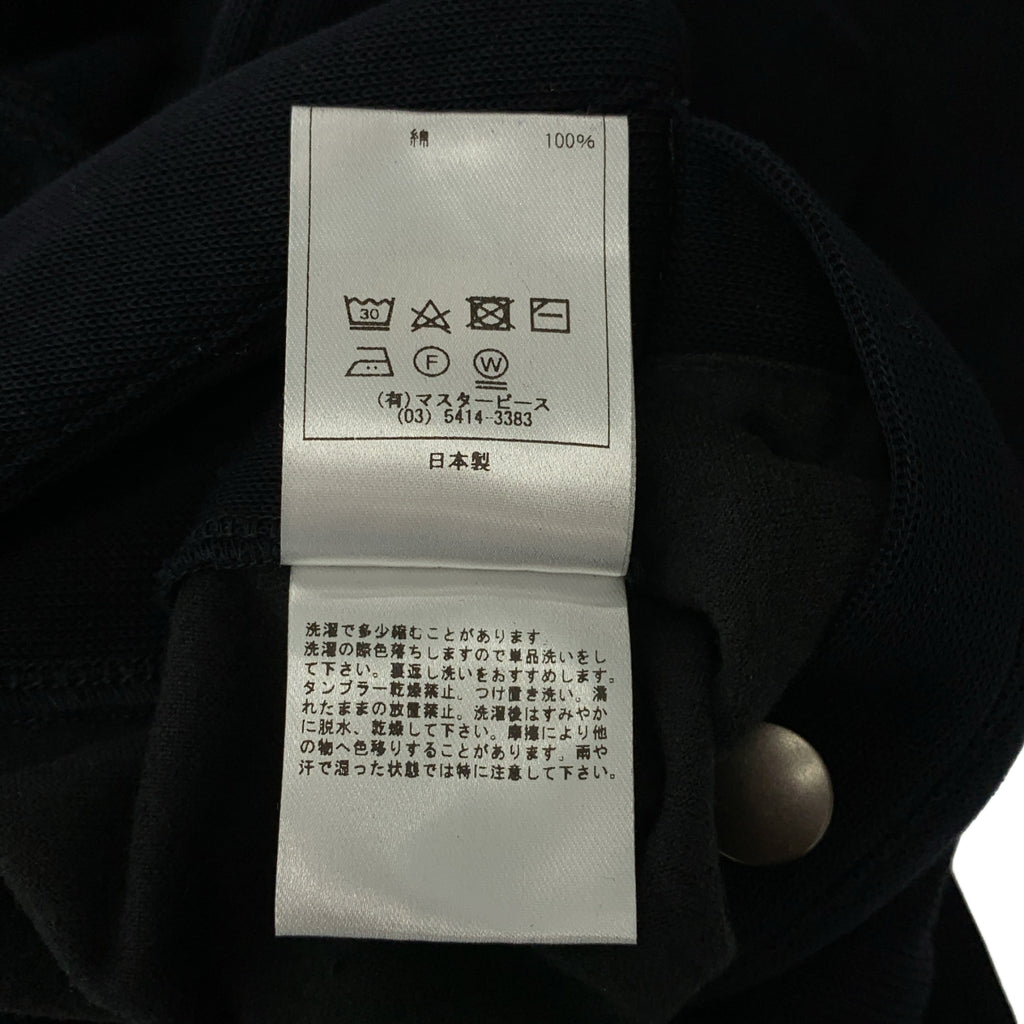 綿 100%
30
F W
(有)マスターピース
(03) 5414-3383
日本製
洗濯で多少縮むことがあります
洗濯の際色落ちしますので単品洗いをし
て下さい。裏返し洗いをおすすめします。
タンブラー乾燥禁止。つけ置き洗い。濡
れたままの放置禁止。洗濯後はすみやか
に脱水、乾燥して下さい。摩擦により他
の物へ色移りすることがあります。雨や
汗で湿った状態では特に注意して下さい。